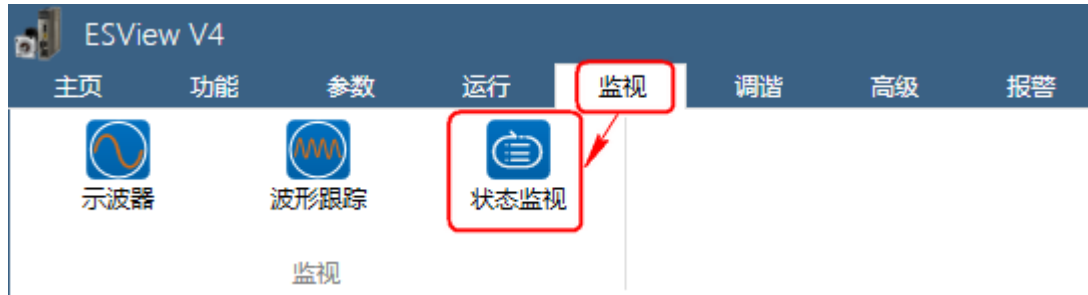 ESView V4
主页 功能 参数 运行 监视 调谐 高级 报警
示波器 波形跟踪 状态监视
监视